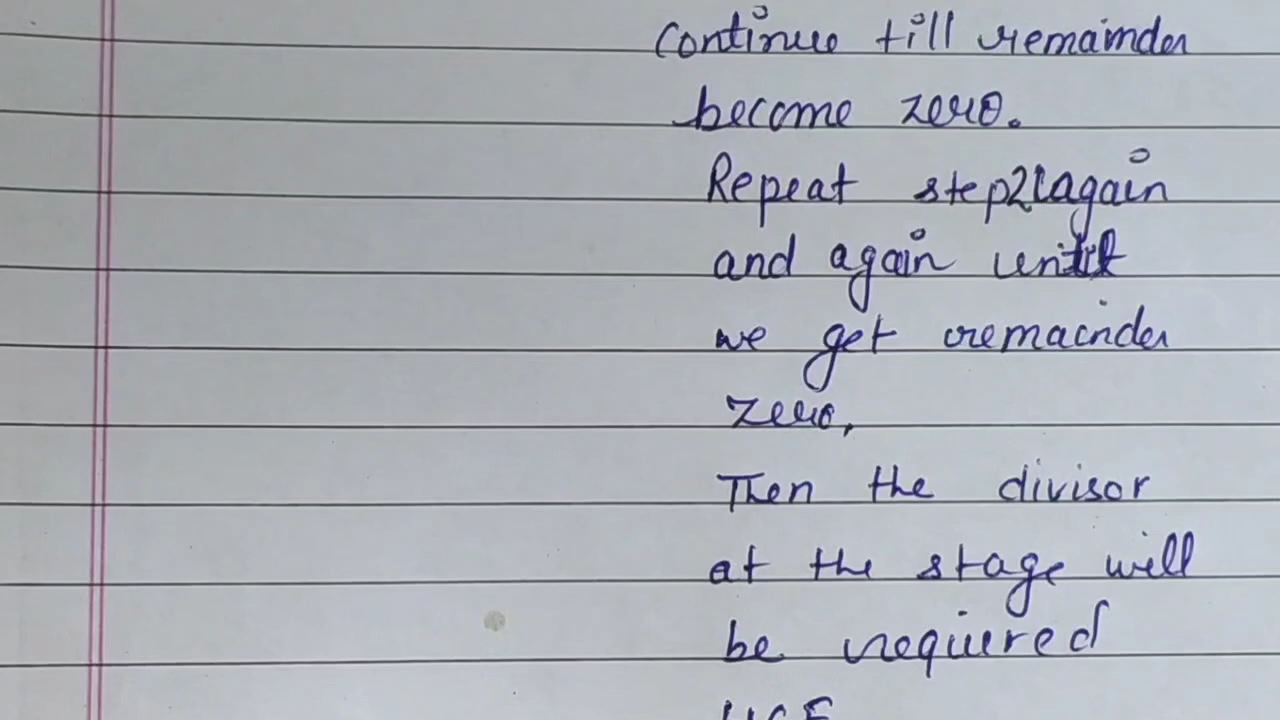 Continue till remainder
become zero.
Repeat step2 again
and again until
we get remainder
zero,
Then the divisor
at the stage will
be required
HCF